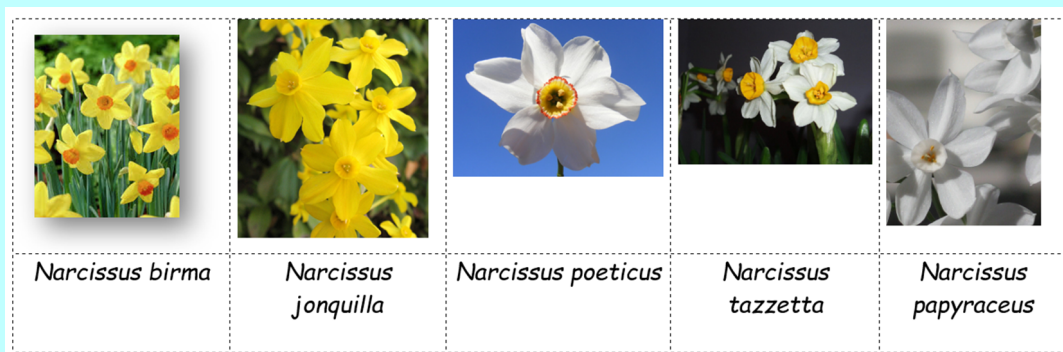 Narcissus birma
Narcissus
jonquilla
Narcissus poeticus
Narcissus
tazzetta
Narcissus
papyraceus